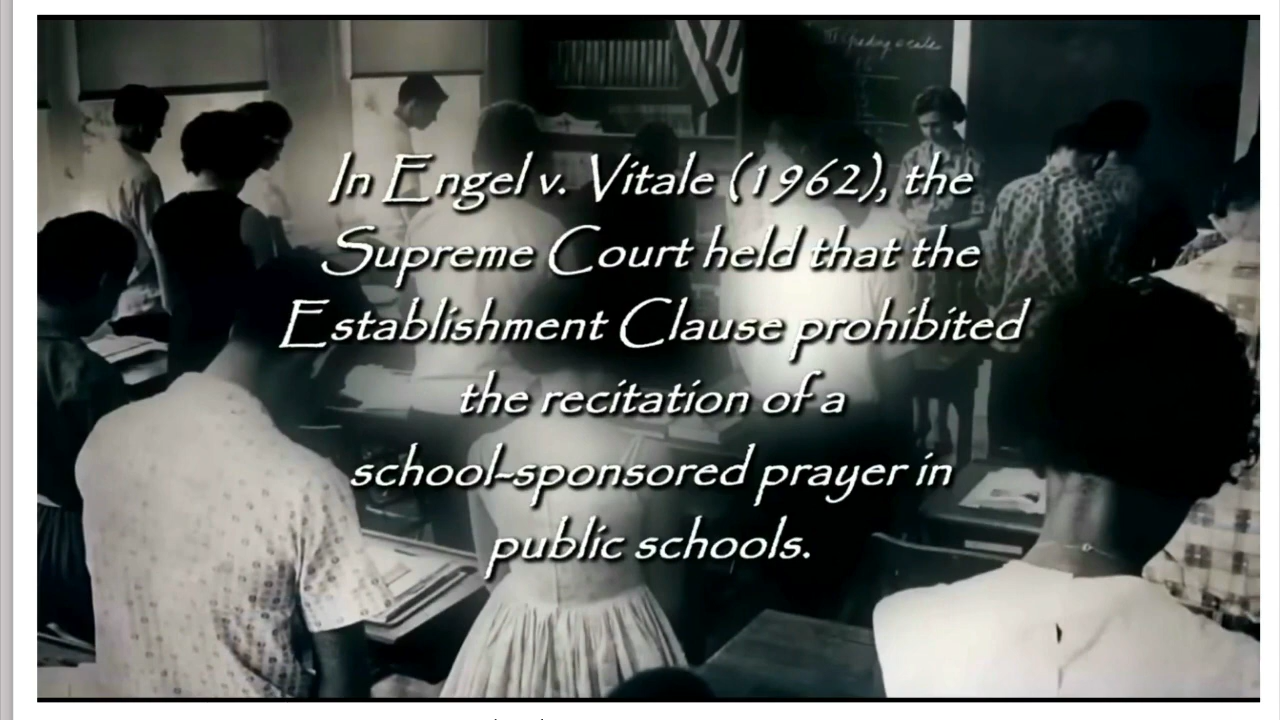 In Engel v. Vitale (1962), the
Supreme Court held that the
Establishment Clause prohibited
the recitation of a
school-sponsored prayer in
public schools.